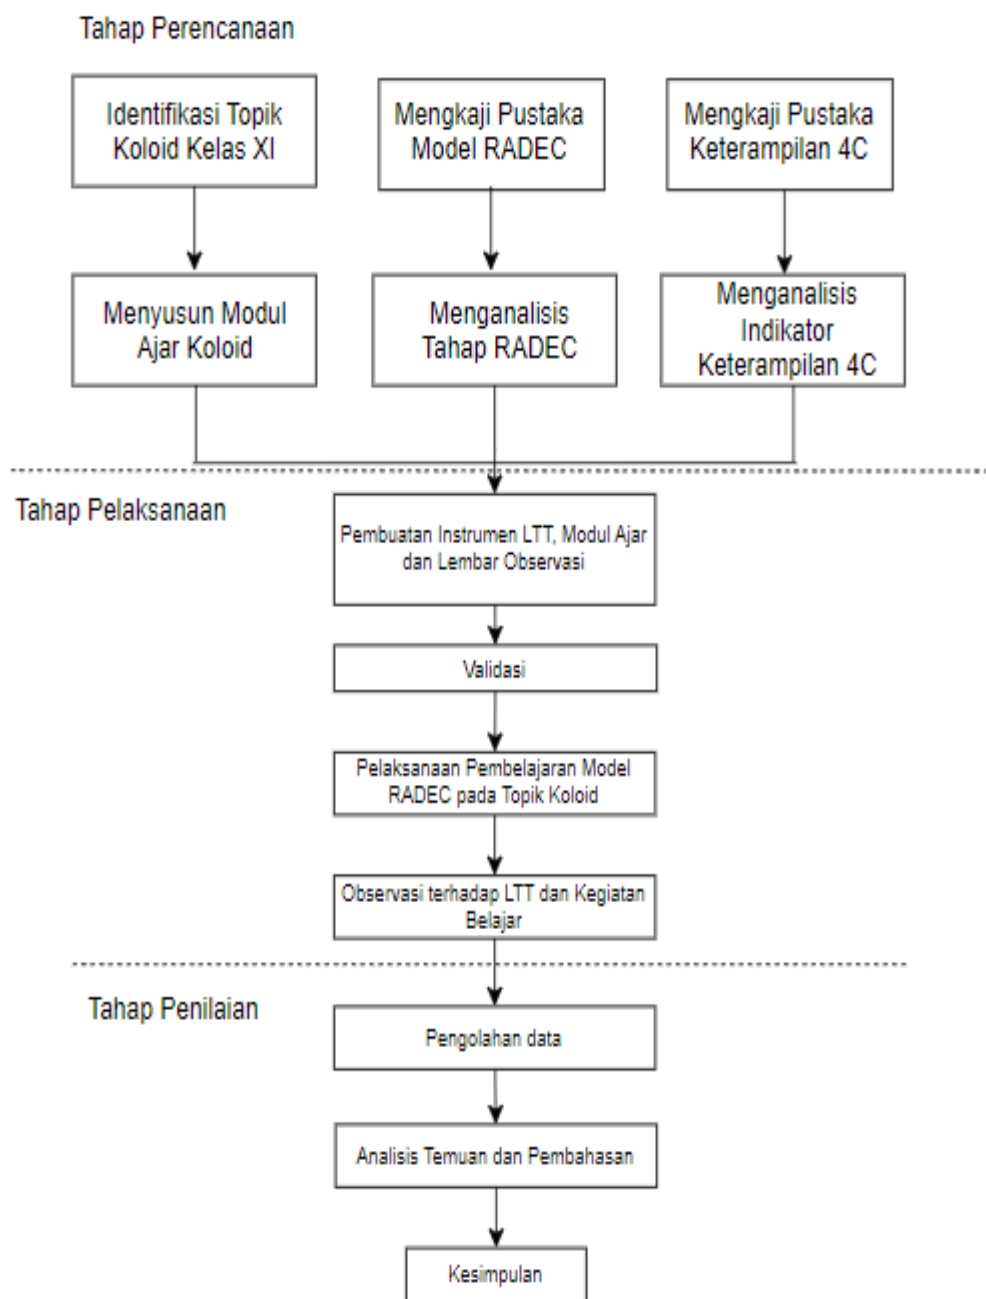 Tahap Perencanaan
Identifikasi Topik
Koloid Kelas XI
Mengkaji Pustaka
Model RADEC
Mengkaji Pustaka
Keterampilan 4C
Menyusun Modul
Ajar Koloid
Menganalisis
Tahap RADEC
Menganalisis
Indikator
Keterampilan 4C
Tahap Pelaksanaan
Pembuatan Instrumen LTT, Modul Ajar
dan Lembar Observasi
Validasi
Pelaksanaan Pembelajaran Model
RADEC pada Topik Koloid
Observasi terhadap LTT dan Kegiatan
Belajar
Tahap Penilaian
Pengolahan data
Analisis Temuan dan Pembahasan
Kesimpulan